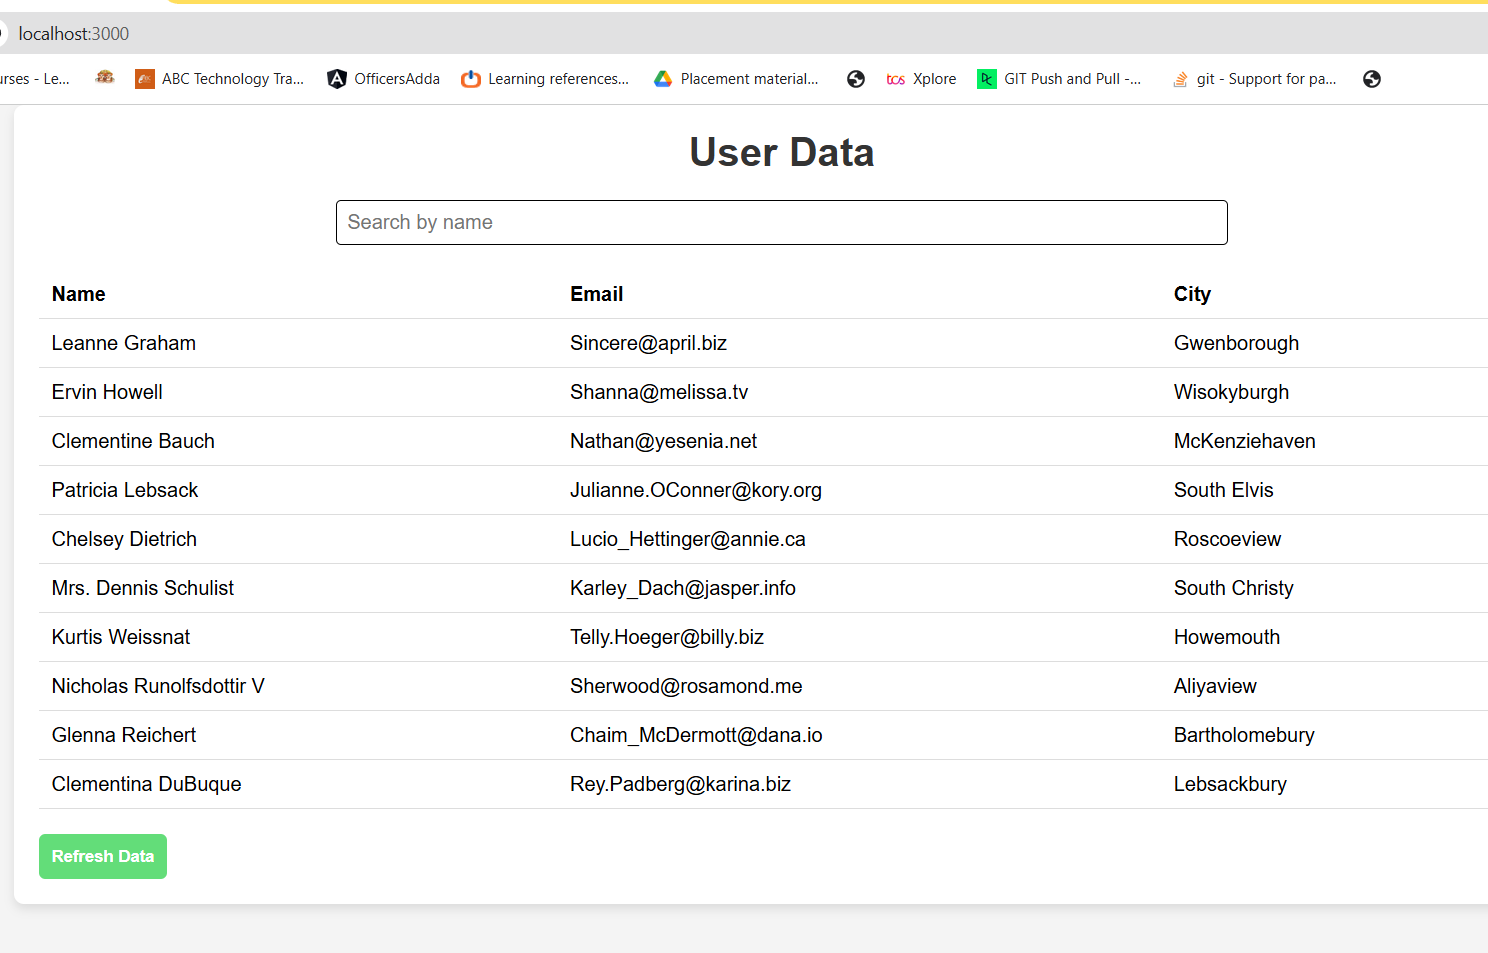 localhost:3000
urses - Le... ABC Technology Tra... OfficersAdda Learning references... Placement material... tcs Xplore GIT Push and Pull -... git - Support for pa...
User Data
Search by name
Name Email City
Leanne Graham Sincere@april.biz Gwenborough
Ervin Howell Shanna@melissa.tv Wisokyburgh
Clementine Bauch Nathan@yesenia.net McKenziehaven
Patricia Lebsack Julianne.OConner@kory.org South Elvis
Chelsey Dietrich Lucio_Hettinger@annie.ca Roscoeview
Mrs. Dennis Schulist Karley_Dach@jasper.info South Christy
Kurtis Weissnat Telly.Hoeger@billy.biz Howemouth
Nicholas Runolfsdottir V Sherwood@rosamond.me Aliyaview
Glenna Reichert Chaim_McDermott@dana.io Bartholomebury
Clementina DuBuque Rey.Padberg@karina.biz Lebsackbury
Refresh Data